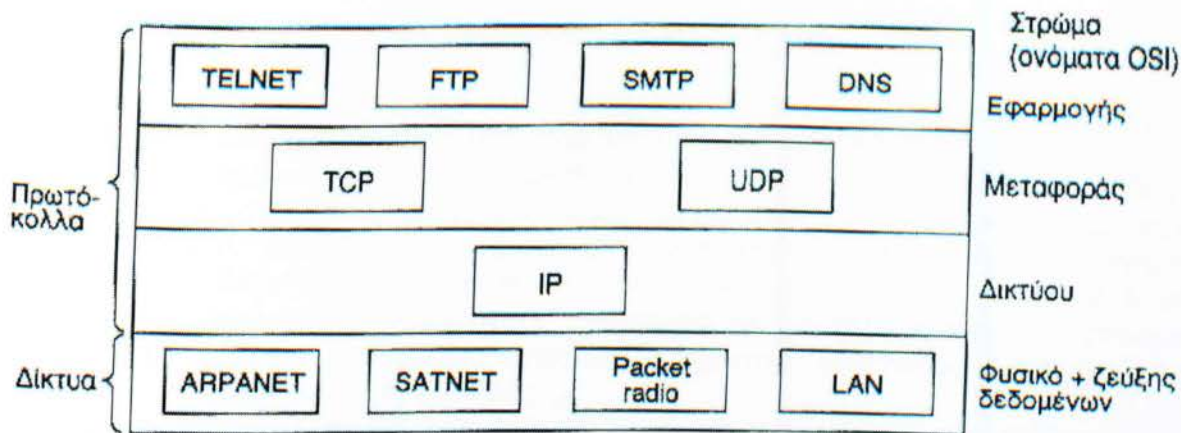 Στρώμα
(ονόματα OSI)
TELNET FTP SMTP DNS
Εφαρμογής
TCP UDP
Μεταφοράς
Πρωτό-
κολλα
IP
Δικτύου
Δίκτυα
ARPANET SATNET Packet
radio LAN
Φυσικό + ζεύξης
δεδομένων